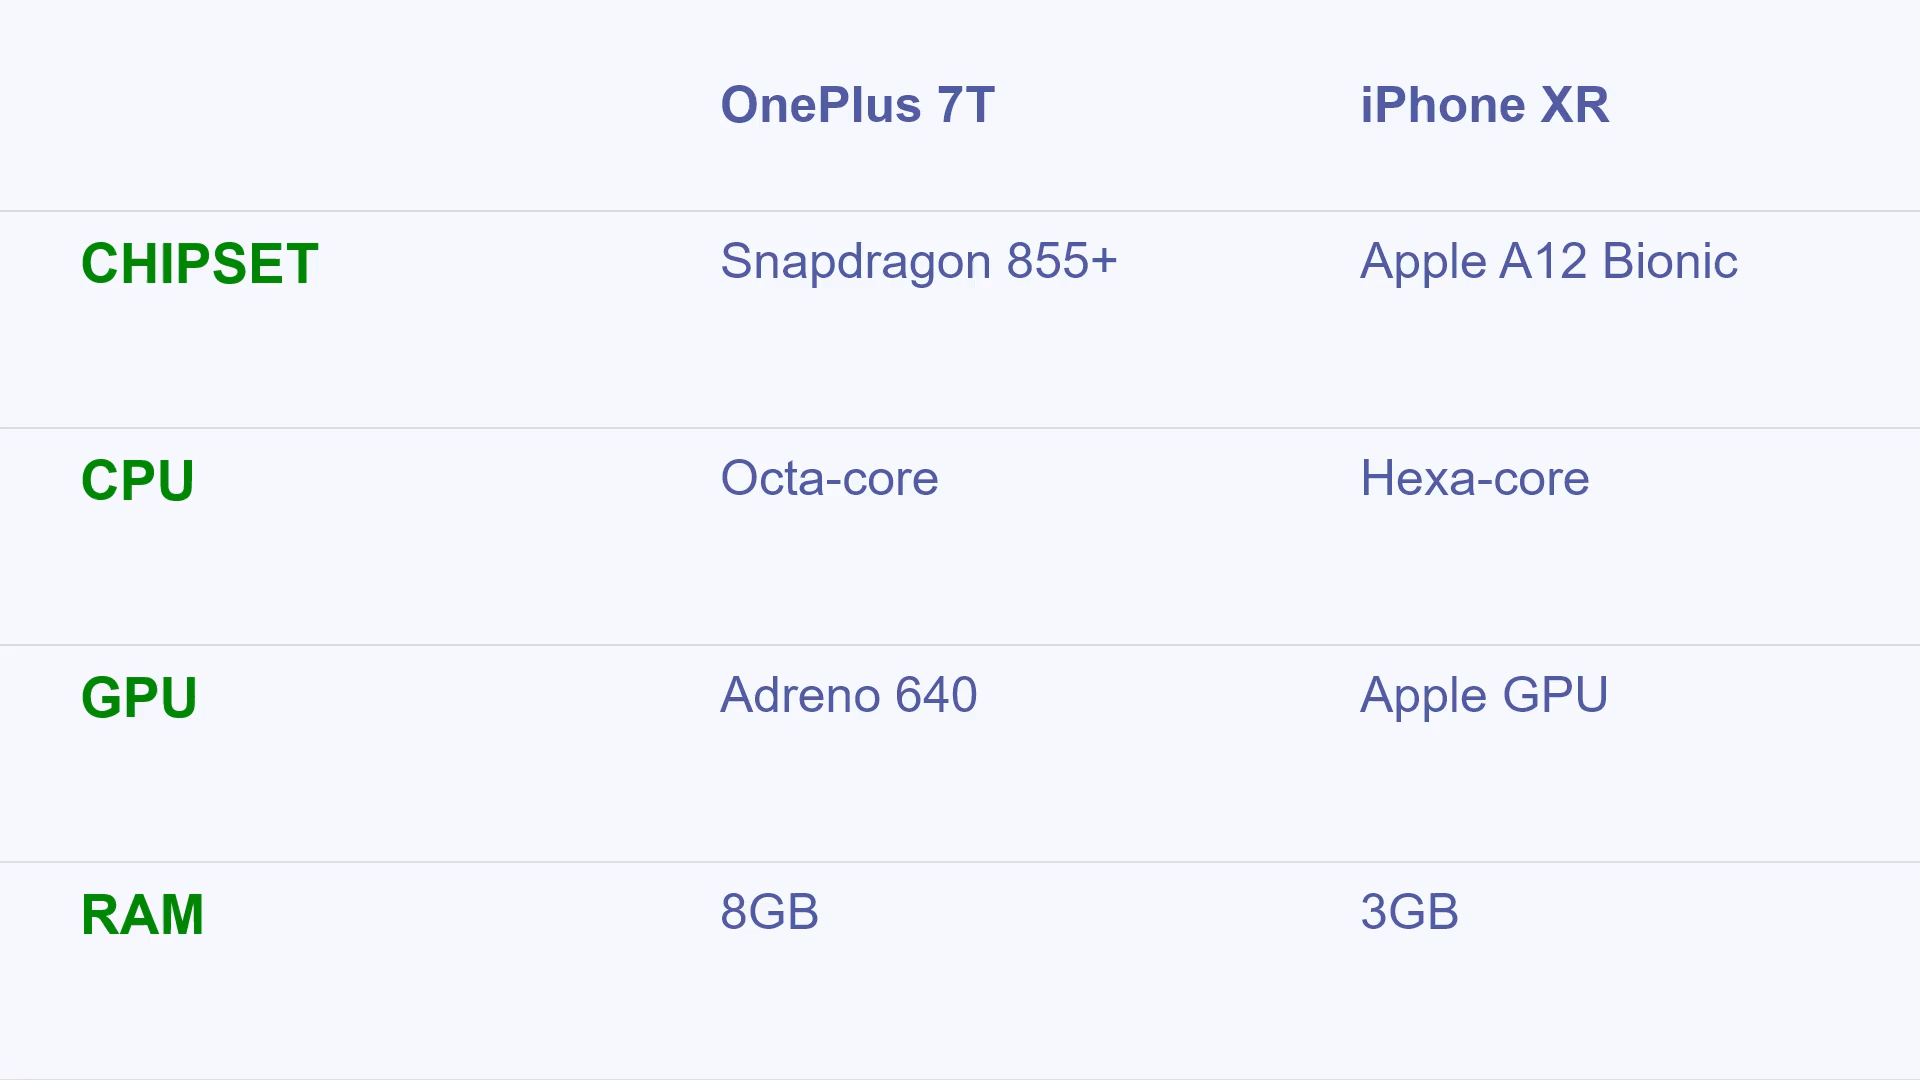 OnePlus 7T iPhone XR
CHIPSET Snapdragon 855+ Apple A12 Bionic
CPU Octa-core Hexa-core
GPU Adreno 640 Apple GPU
RAM 8GB 3GB